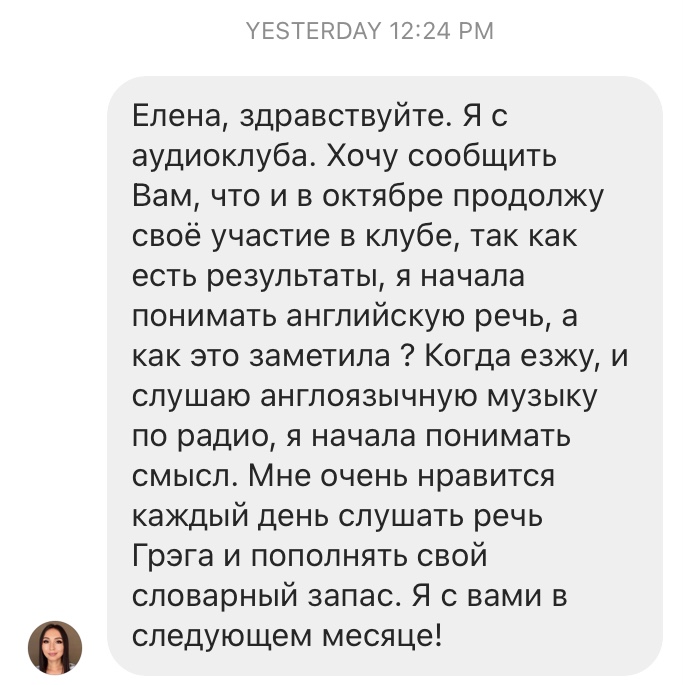 YESTERDAY 12:24 PM
Елена, здравствуйте. Я с
аудиоклуба. Хочу сообщить
Вам, что и в октябре продолжу
своё участие в клубе, так как
есть результаты, я начала
понимать английскую речь, а
как это заметила ? Когда езжу, и
слушаю англоязычную музыку
по радио, я начала понимать
смысл. Мне очень нравится
каждый день слушать речь
Грэга и пополнять свой
словарный запас. Я с вами в
следующем месяце!